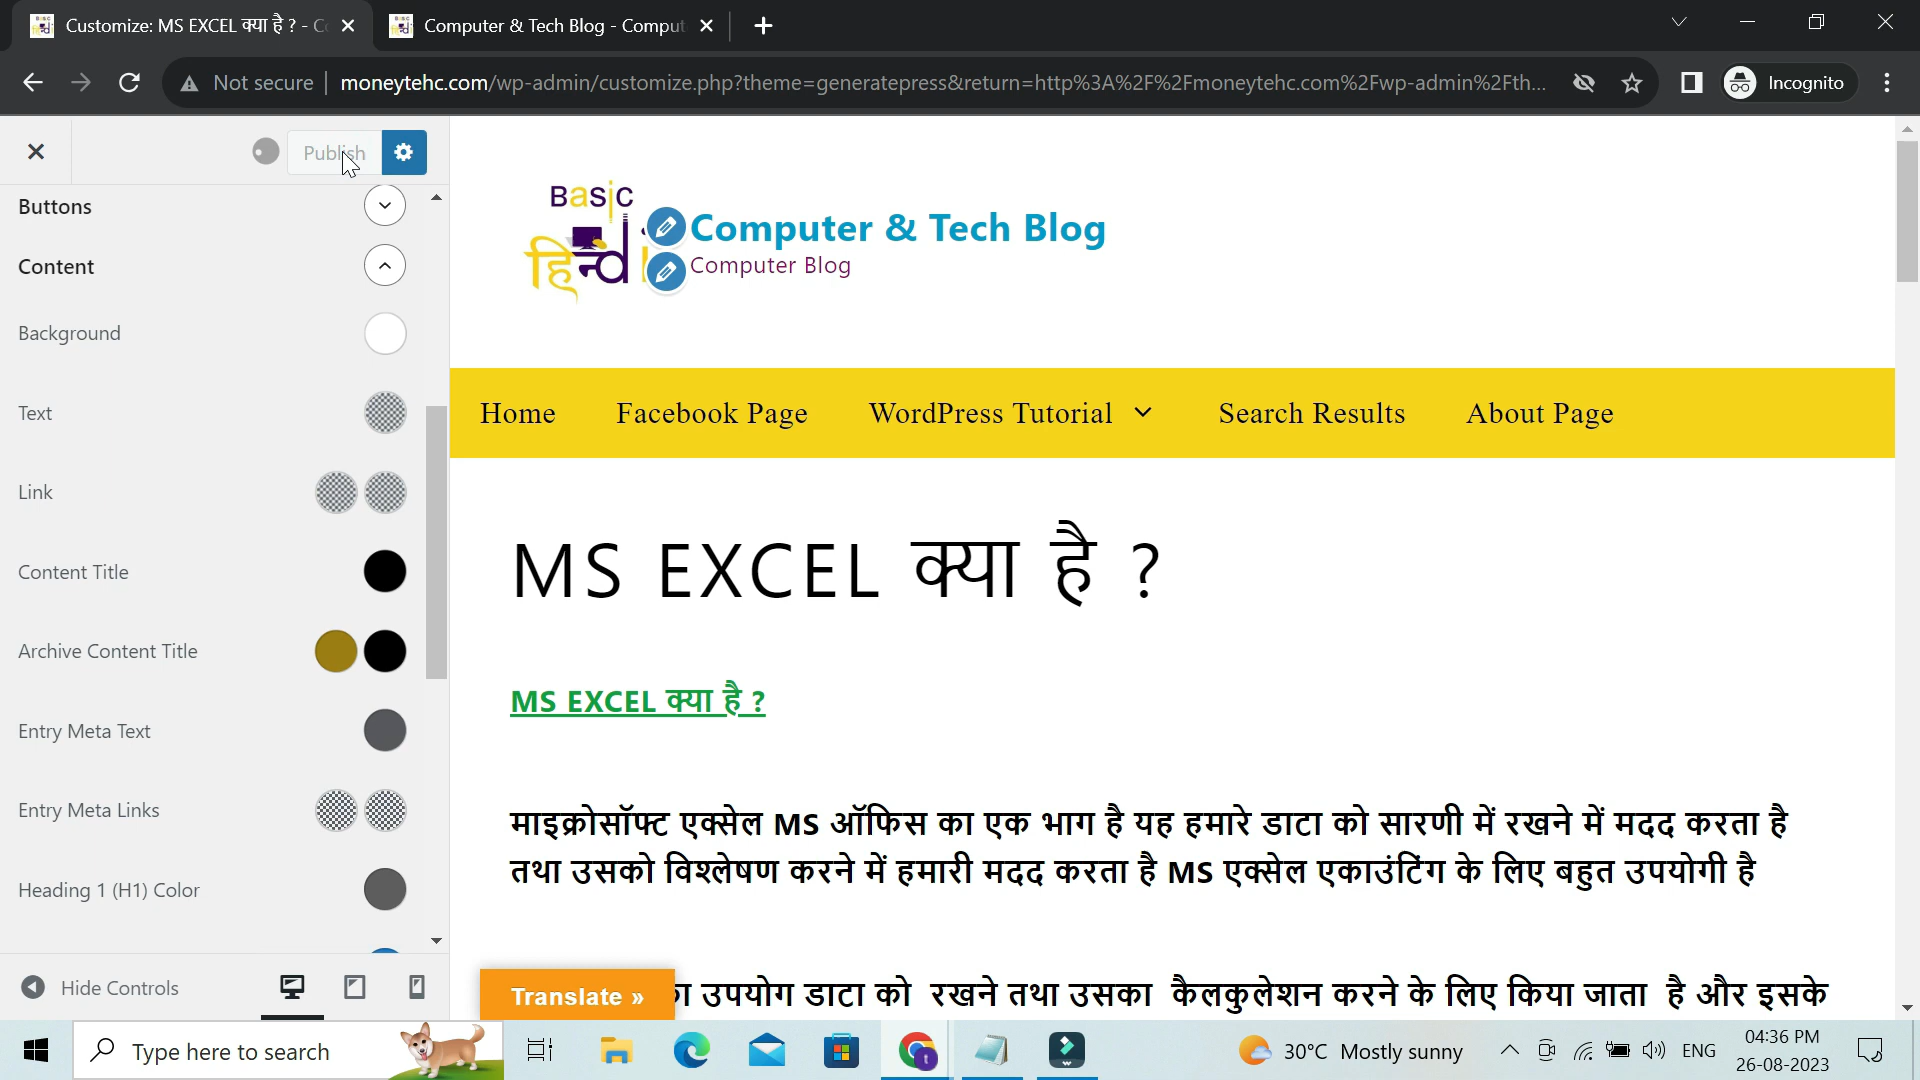 Customize: MS EXCEL क्या है ? - C
Computer & Tech Blog - Comput
Not secure
moneytehc.com/wp-admin/customize.php?theme=generatepress&return=http%3A%2F%2Fmoneytehc.com%2Fwp-admin%2Fth...
Incognito
Publish
Buttons
Content
Background
Text
Link
Content Title
Archive Content Title
Entry Meta Text
Entry Meta Links
Heading 1 (H1) Color
Hide Controls
Basic
हिन्दी
Computer & Tech Blog
Computer Blog
Home Facebook Page WordPress Tutorial Search Results About Page
MS EXCEL क्या है ?
MS EXCEL क्या है ?
माइक्रोसॉफ्ट एक्सेल MS ऑफिस का एक भाग है यह हमारे डाटा को सारणी में रखने में मदद करता है
तथा उसको विश्लेषण करने में हमारी मदद करता है MS एक्सेल एकाउंटिंग के लिए बहुत उपयोगी है
Translate »
उपयोग डाटा को रखने तथा उसका कैलकुलेशन करने के लिए किया जाता है और इसके
Type here to search
30°C Mostly sunny
ENG
04:36 PM
26-08-2023